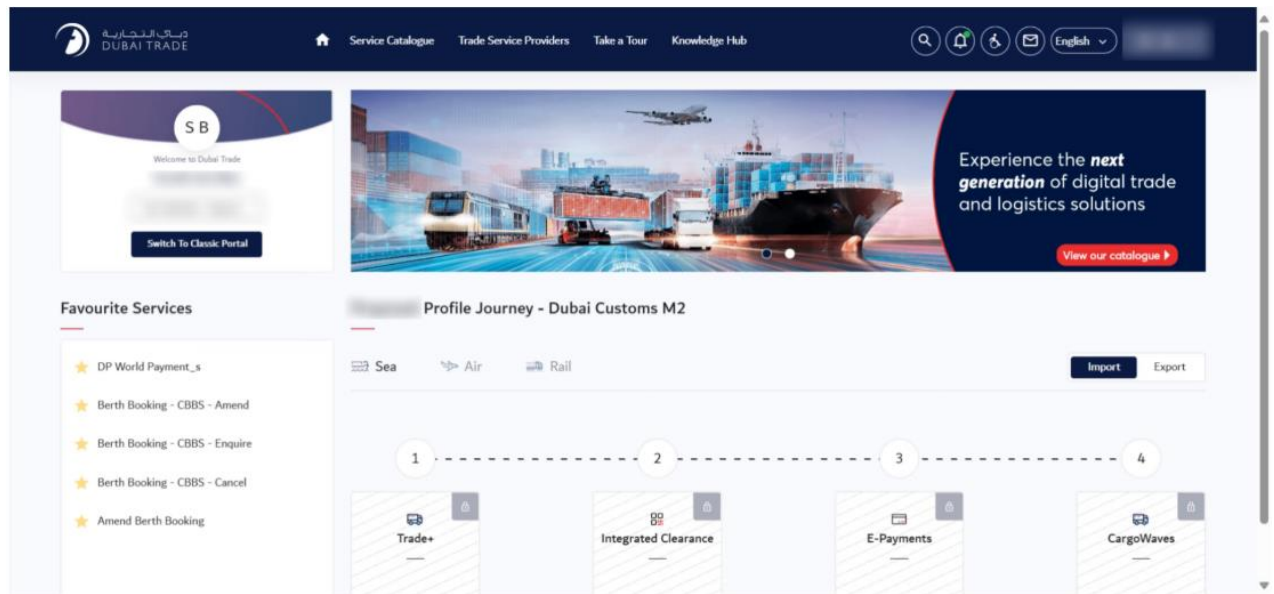 دبـــي الـتـجـاريــة
DUBAI TRADE
Service Catalogue
Trade Service Providers
Take a Tour
Knowledge Hub
English
S B
Welcome to Dubai Trade
Switch To Classic Portal
Experience the next
generation of digital trade
and logistics solutions
View our catalogue
Favourite Services
DP World Payment_s
Berth Booking - CBBS - Amend
Berth Booking - CBBS - Enquire
Berth Booking - CBBS - Cancel
Amend Berth Booking
Profile Journey - Dubai Customs M2
Sea
Air
Rail
Import
Export
1
2
3
4
Trade+
Integrated Clearance
E-Payments
CargoWaves